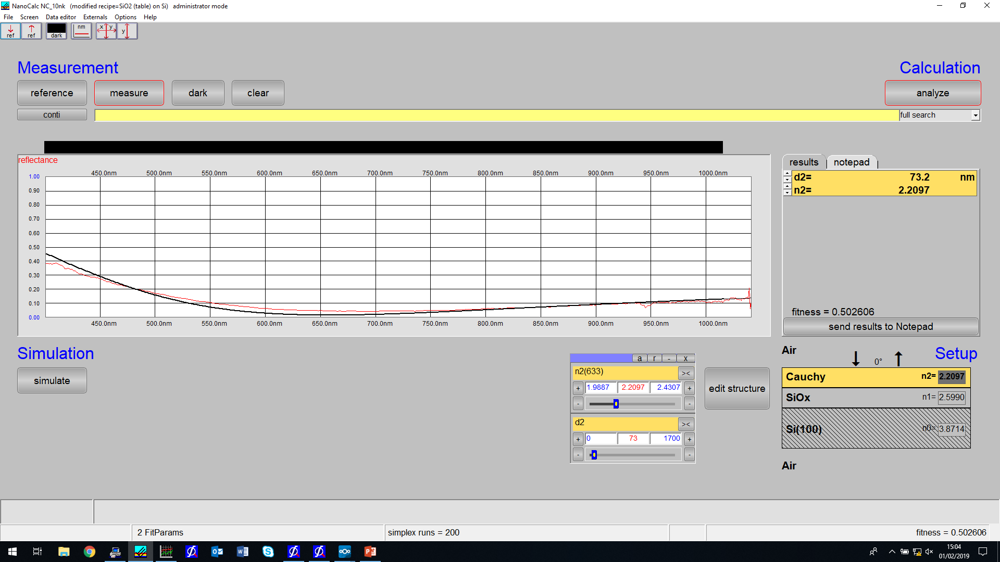 NanoCalc NC_10nk   (modified recipe=SiO2 (table) on Si)   administrator mode
File Screen Data editor Externals Options Help
ref ref dark nm x y y
Measurement
Calculation
reference measure dark clear
analyze
conti
full search
reflectance
450.0nm 500.0nm 550.0nm 600.0nm 650.0nm 700.0nm 750.0nm 800.0nm 850.0nm 900.0nm 950.0nm 1000.0nm
1.00
0.90
0.80
0.70
0.60
0.50
0.40
0.30
0.20
0.10
0.00
450.0nm 500.0nm 550.0nm 600.0nm 650.0nm 700.0nm 750.0nm 800.0nm 850.0nm 900.0nm 950.0nm 1000.0nm
results notepad
d2= 73.2 nm
n2= 2.2097
fitness = 0.502606
send results to Notepad
Simulation
simulate
a r - x
n2(633) ><
+ 1.9887 2.2097 2.4307 +
- -
d2 ><
+ 0 73 1700 +
- -
edit structure
Air
0°
Setup
Cauchy n2= 2.2097
SiOx n1= 2.5990
Si(100) n0= 3.8714
Air
2 FitParams
simplex runs = 200
fitness = 0.502606
15:04
01/02/2019